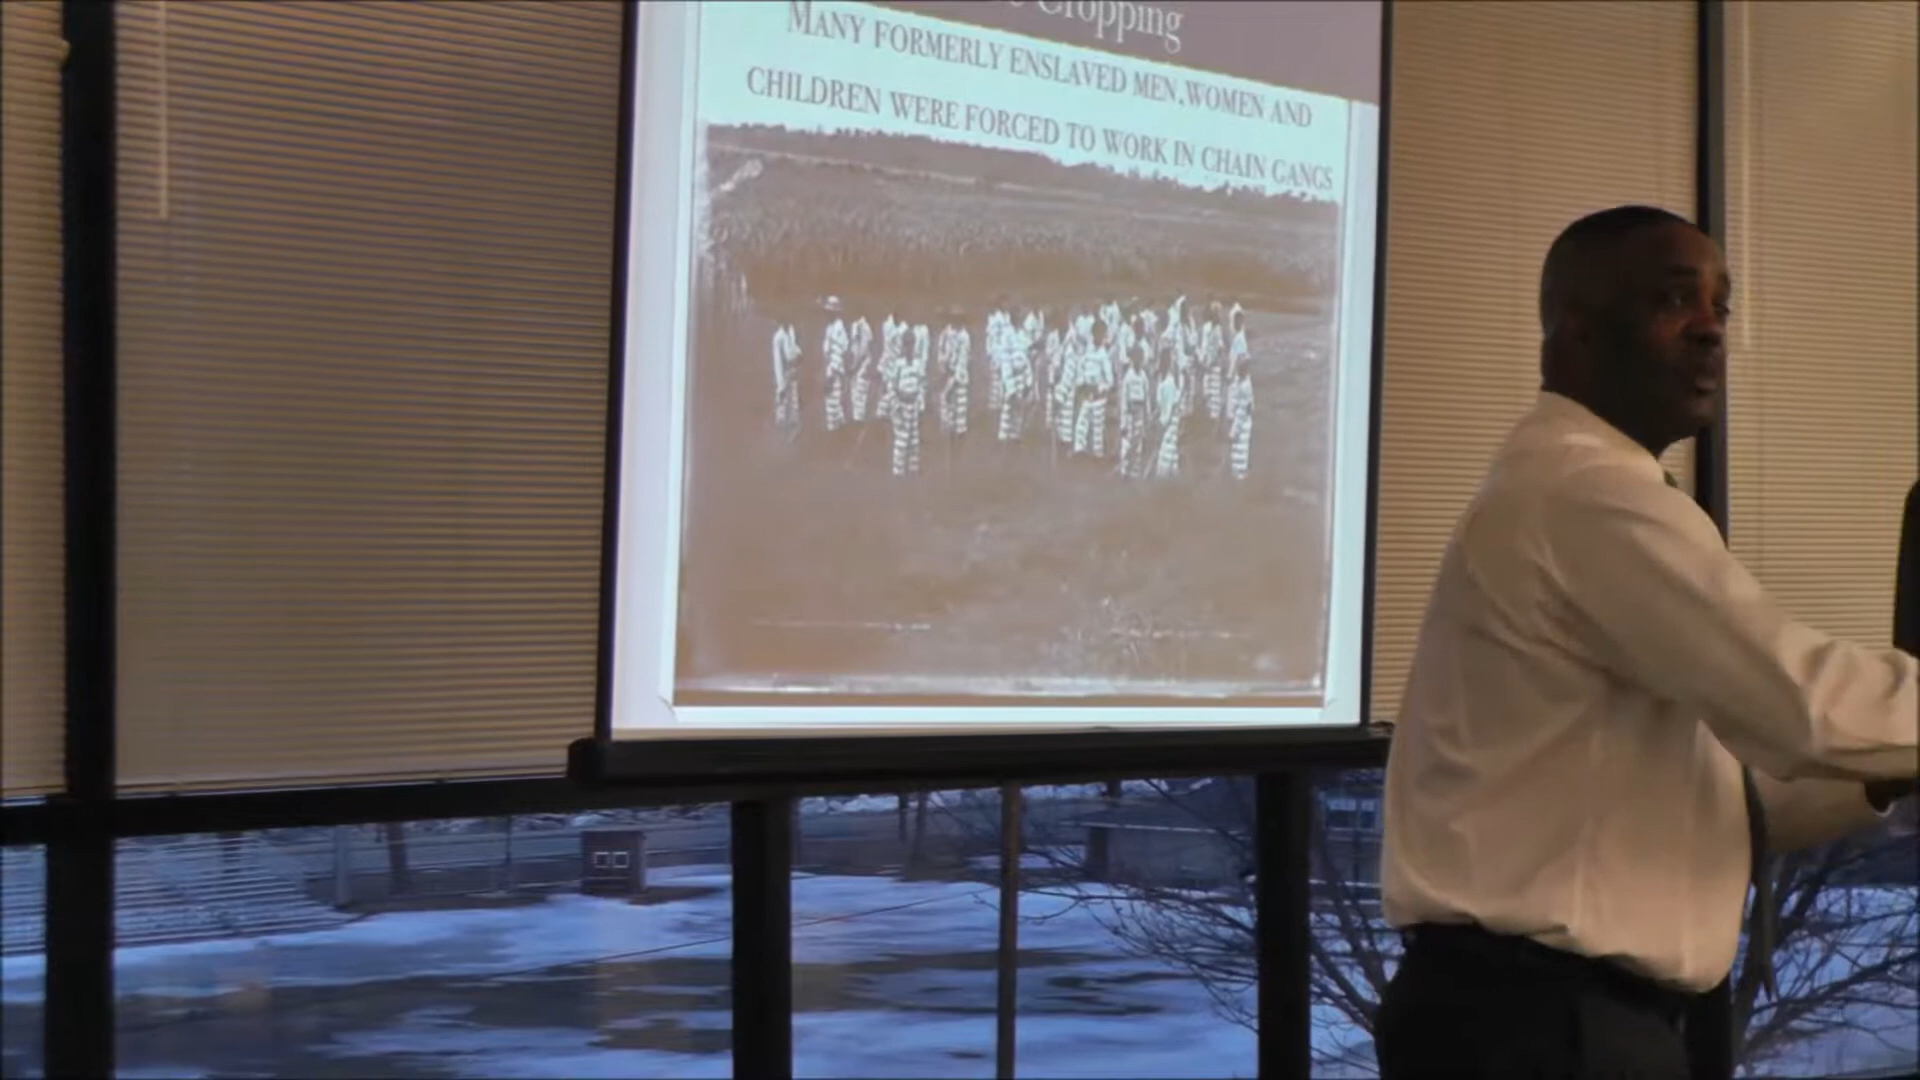 Cropping
MANY FORMERLY ENSLAVED MEN,WOMEN AND
CHILDREN WERE FORCED TO WORK IN CHAIN GANGS